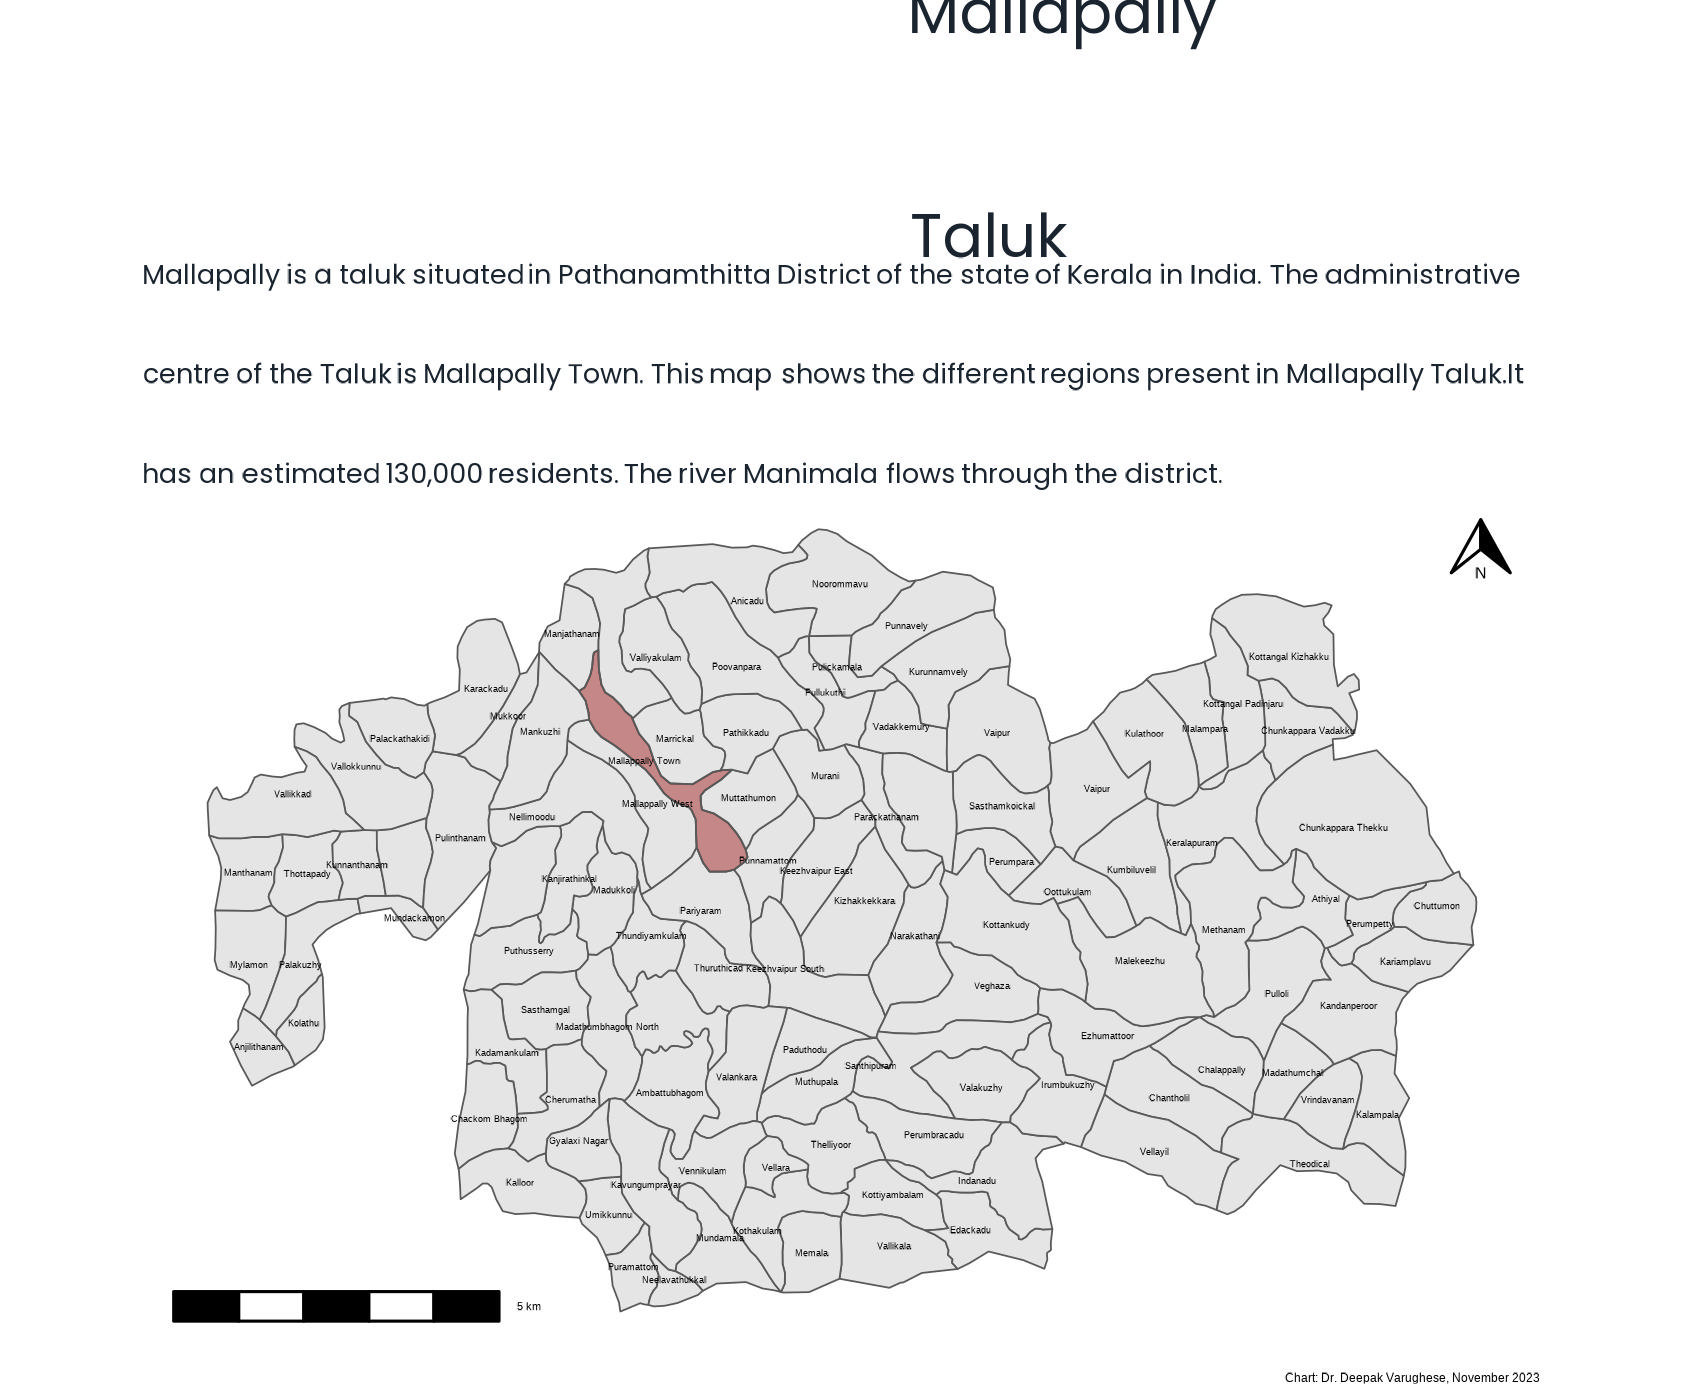 Mallapally
Taluk
Mallapally is a taluk situated in Pathanamthitta District of the state of Kerala in India. The administrative
centre of the Taluk is Mallapally Town. This map shows the different regions present in Mallapally Taluk.It
has an estimated 130,000 residents. The river Manimala flows through the district.
N
Noorommavu
Anicadu
Punnavely
Manjathanam
Valliyakulam
Poovanpara
Pulickamala
Kurunnamvely
Kottangal Kizhakku
Karackadu
Pullukuthi
Kottangal Padinjaru
Mukkoor
Mankuzhi
Vadakkemury
Malampara
Chunkappara Vadakku
Palackathakidi
Marrickal
Pathikkadu
Vaipur
Kulathoor
Vallokkunnu
Mallappally Town
Murani
Vaipur
Vallikkad
Mallappally West
Muttathumon
Sasthamkoickal
Nellimoodu
Parackathanam
Chunkappara Thekku
Pulinthanam
Keralapuram
Manthanam
Thottapady
Kunnanthanam
Punnamattom
Keezhvaipur East
Perumpara
Kumbiluvelil
Kanjirathinkal
Madukkoli
Kizhakkekkara
Oottukulam
Athiyal
Chuttumon
Mundackamon
Pariyaram
Kottankudy
Methanam
Perumpetty
Puthusserry
Thundiyamkulam
Narakathani
Mylamon
Palakuzhy
Thuruthicad
Keezhvaipur South
Malekeezhu
Kariamplavu
Veghaza
Pulloli
Kandanperoor
Sasthamgal
Kolathu
Madathumbhagom North
Ezhumattoor
Anjilithanam
Kadamankulam
Paduthodu
Santhipuram
Chalappally
Madathumchal
Valankara
Muthupala
Valakuzhy
Irumbukuzhy
Cherumatha
Ambattubhagom
Chantholil
Vrindavanam
Kalampala
Chackom Bhagom
Gyalaxi Nagar
Thelliyoor
Perumbracadu
Vellayil
Theodical
Kalloor
Kavungumprayar
Vennikulam
Vellara
Indanadu
Kottiyambalam
Umikkunnu
Mundamala
Kothakulam
Edackadu
Memala
Vallikala
Puramattom
Neelavathukkal
5 km
Chart: Dr. Deepak Varughese, November 2023